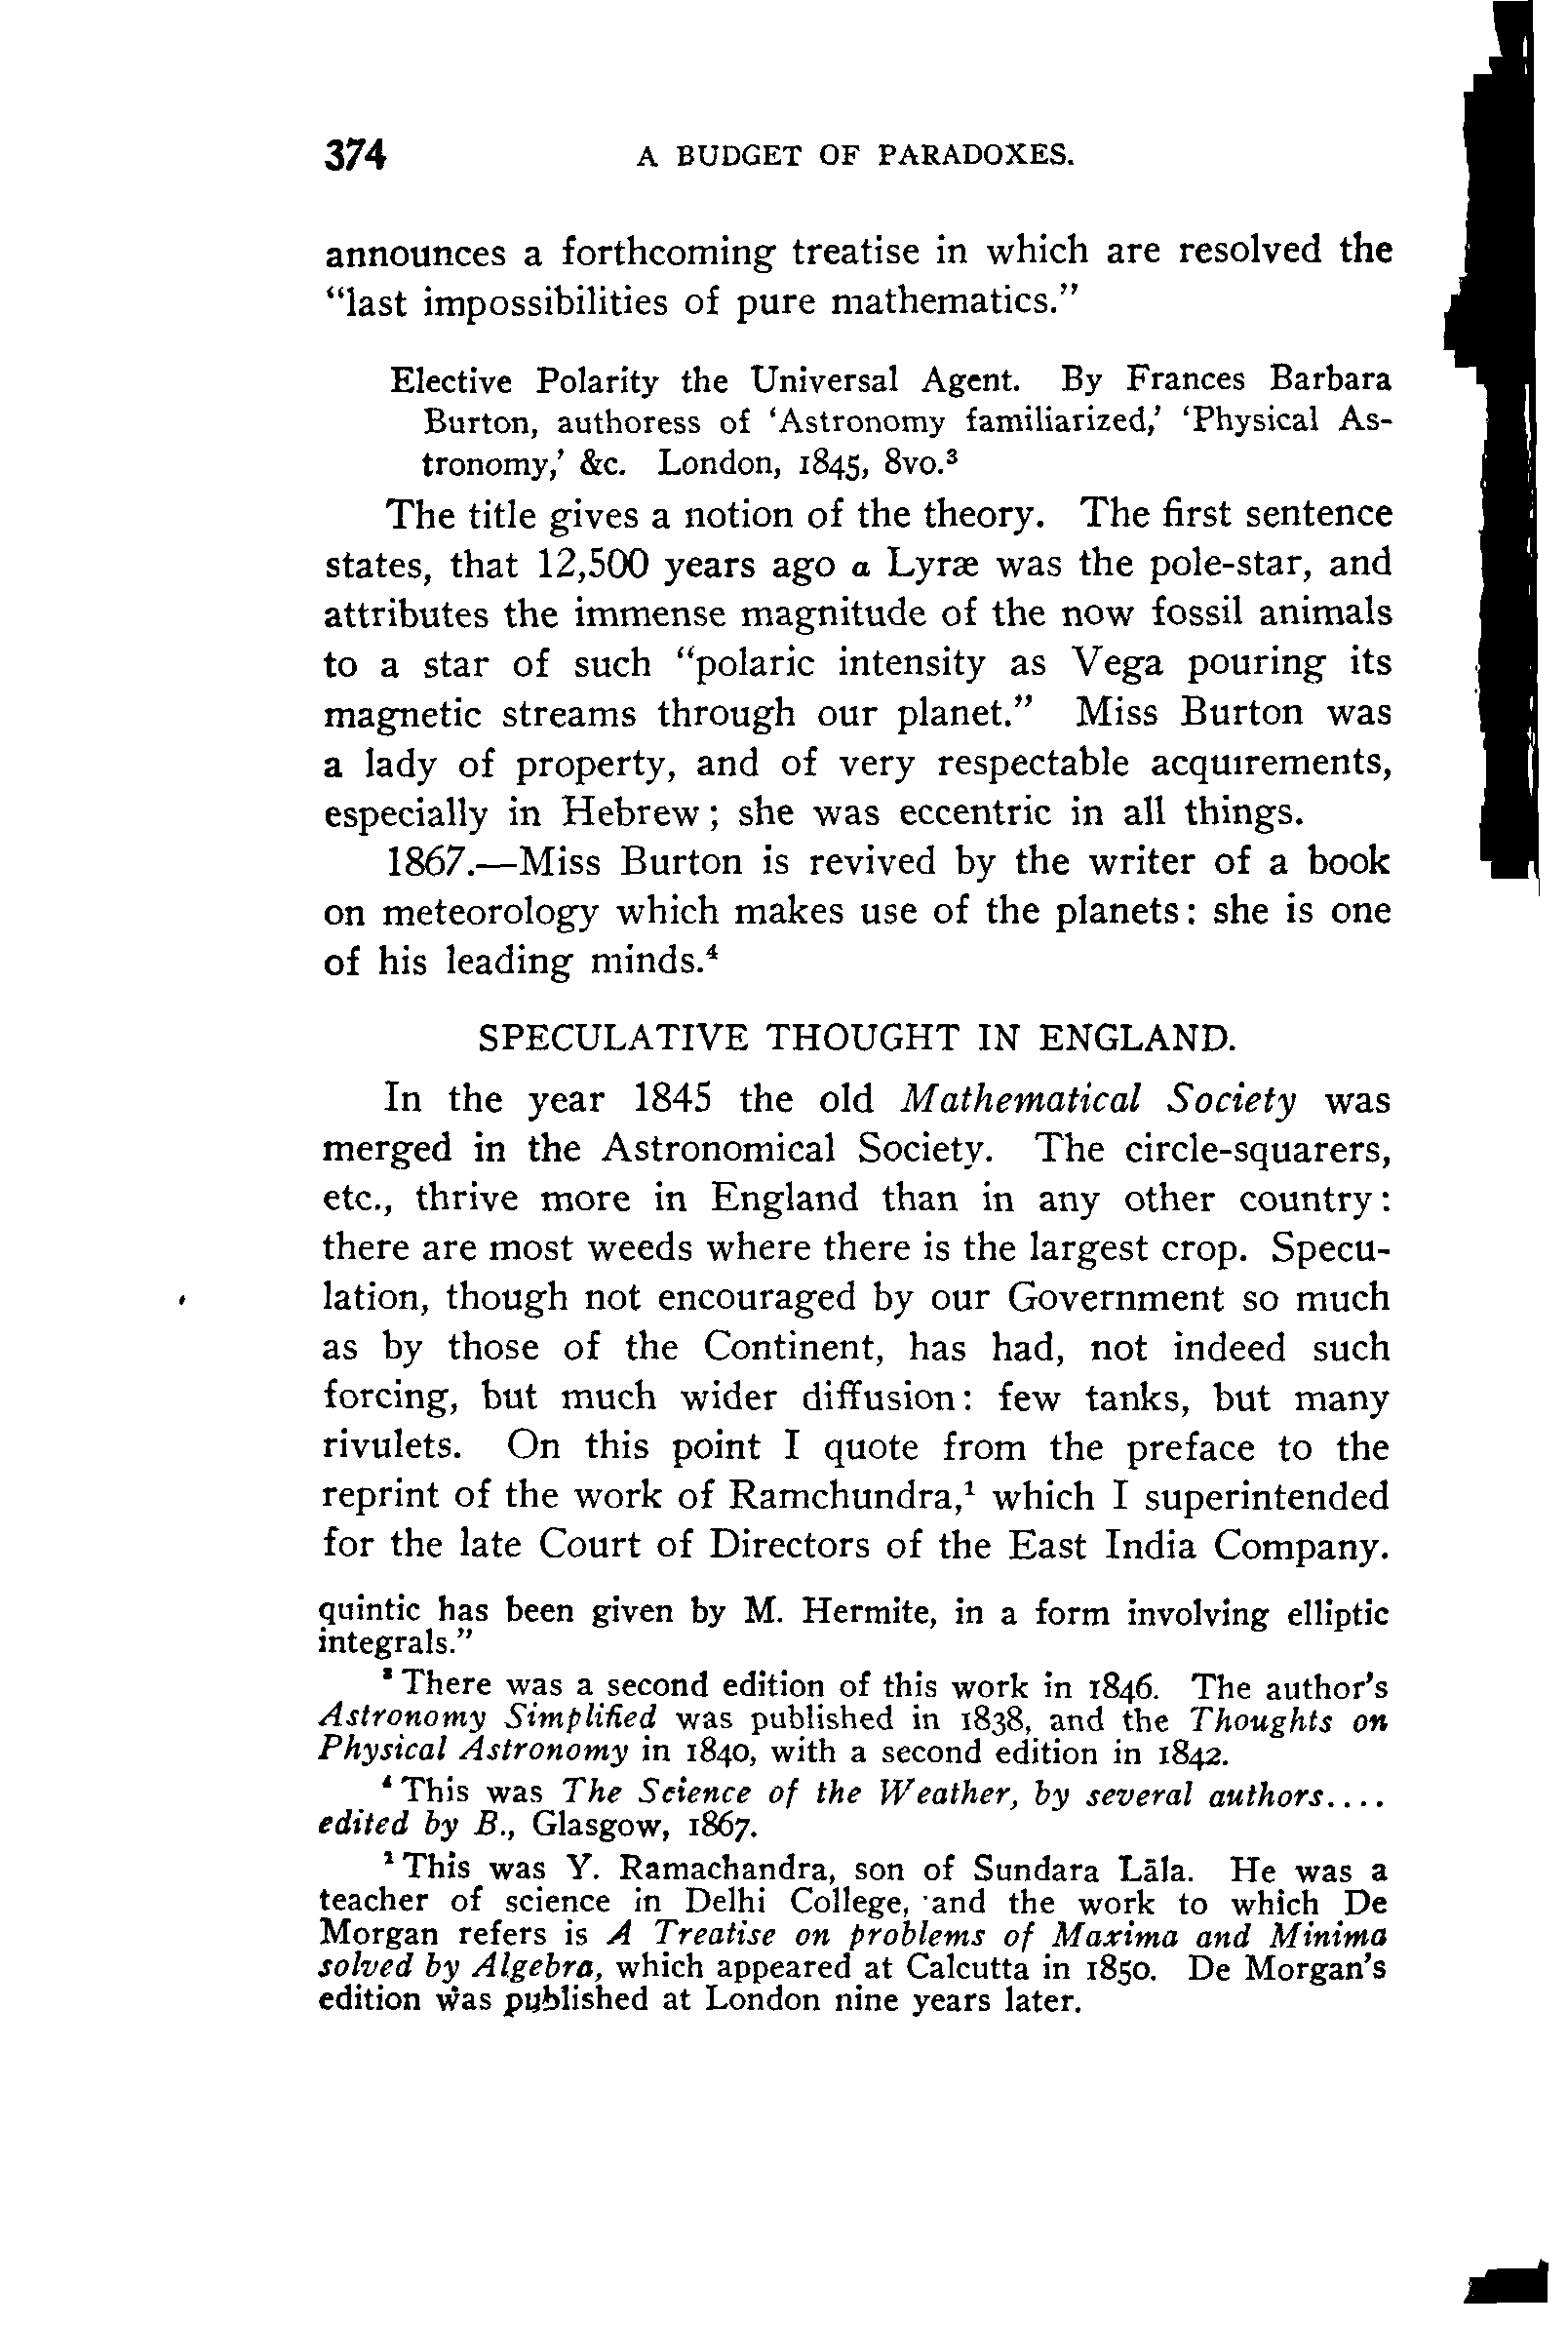 374 A BUDGET OF PARADOXES.
announces a forthcoming treatise in which are resolved the
“last impossibilities of pure mathematics.”
Elective Polarity the Universal Agent. By Frances Barbara
Burton, authoress of ‘Astronomy familiarized,’ ‘Physical As-
tronomy,’ &c. London, 1845, 8vo.³
The title gives a notion of the theory. The first sentence
states, that 12,500 years ago α Lyræ was the pole-star, and
attributes the immense magnitude of the now fossil animals
to a star of such “polaric intensity as Vega pouring its
magnetic streams through our planet.” Miss Burton was
a lady of property, and of very respectable acquirements,
especially in Hebrew; she was eccentric in all things.
1867.—Miss Burton is revived by the writer of a book
on meteorology which makes use of the planets: she is one
of his leading minds.⁴
SPECULATIVE THOUGHT IN ENGLAND.
In the year 1845 the old Mathematical Society was
merged in the Astronomical Society. The circle-squarers,
etc., thrive more in England than in any other country:
there are most weeds where there is the largest crop. Specu-
lation, though not encouraged by our Government so much
as by those of the Continent, has had, not indeed such
forcing, but much wider diffusion: few tanks, but many
rivulets. On this point I quote from the preface to the
reprint of the work of Ramchundra,¹ which I superintended
for the late Court of Directors of the East India Company.
quintic has been given by M. Hermite, in a form involving elliptic
integrals.”
³ There was a second edition of this work in 1846. The author’s
Astronomy Simplified was published in 1838, and the Thoughts on
Physical Astronomy in 1840, with a second edition in 1842.
⁴ This was The Science of the Weather, by several authors....
edited by B., Glasgow, 1867.
¹ This was Y. Ramachandra, son of Sundara Lāla. He was a
teacher of science in Delhi College, and the work to which De
Morgan refers is A Treatise on problems of Maxima and Minima
solved by Algebra, which appeared at Calcutta in 1850. De Morgan’s
edition was published at London nine years later.